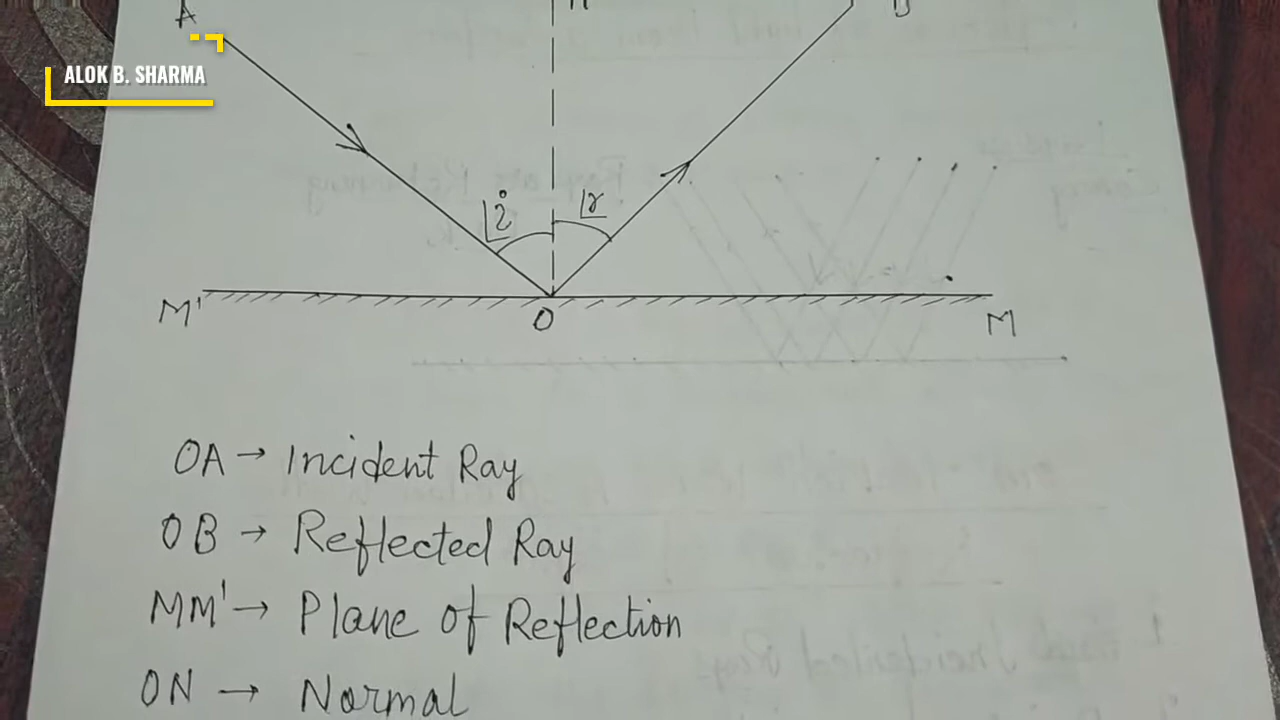 A
ALOK B. SHARMA
∠i ∠r
M' O M
OA → Incident Ray
OB → Reflected Ray
MM' → Plane of Reflection
ON → Normal